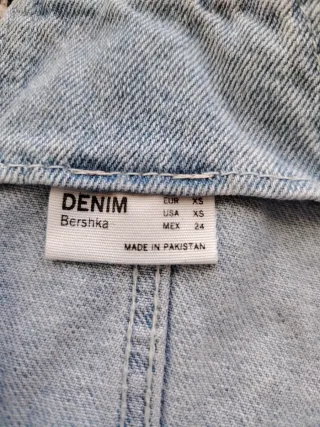 DENIM
Bershka
EUR XS
USA XS
MEX 24
MADE IN PAKISTAN